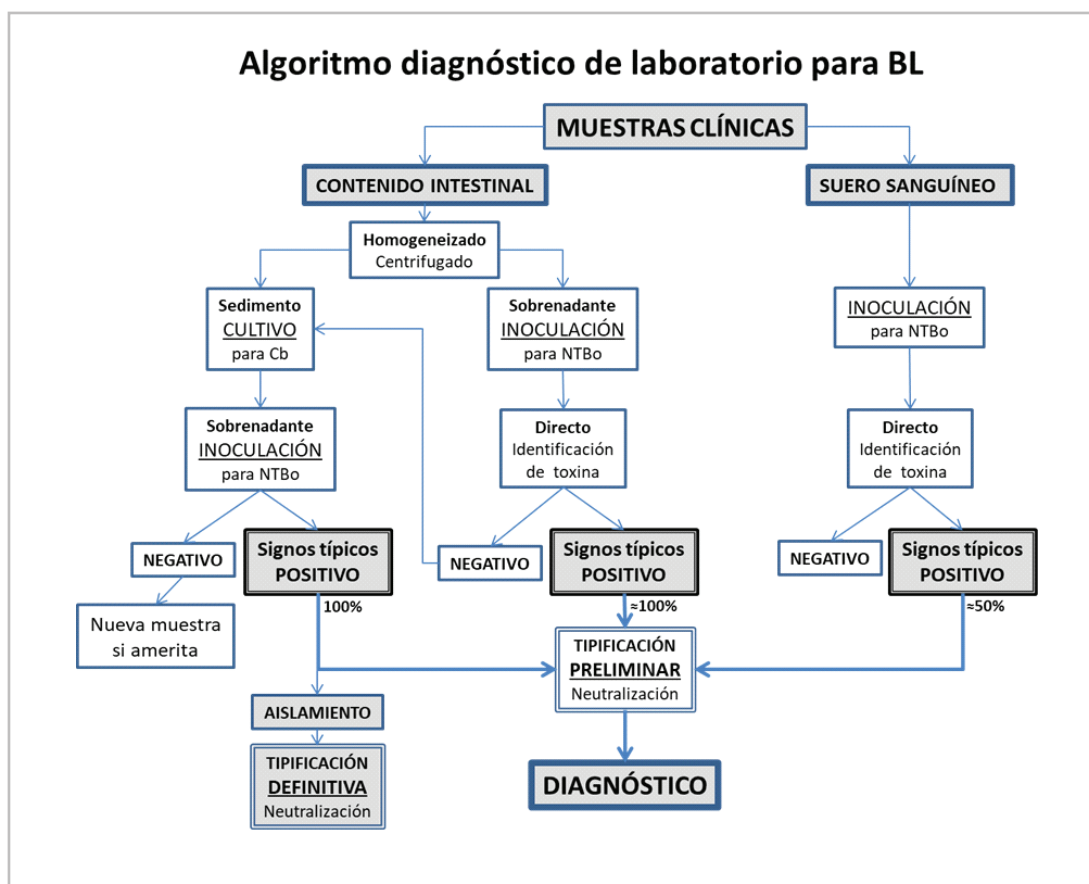 Algoritmo diagnóstico de laboratorio para BL
MUESTRAS CLÍNICAS
CONTENIDO INTESTINAL
SUERO SANGUÍNEO
Homogeneizado
Centrifugado
Sedimento
CULTIVO
para Cb
Sobrenadante
INOCULACIÓN
para NTBo
INOCULACIÓN
para NTBo
Sobrenadante
INOCULACIÓN
para NTBo
Directo
Identificación
de toxina
Directo
Identificación
de toxina
NEGATIVO
Signos típicos
POSITIVO
100%
NEGATIVO
Signos típicos
POSITIVO
≈100%
NEGATIVO
Signos típicos
POSITIVO
≈50%
Nueva muestra
si amerita
TIPIFICACIÓN
PRELIMINAR
Neutralización
AISLAMIENTO
TIPIFICACIÓN
DEFINITIVA
Neutralización
DIAGNÓSTICO